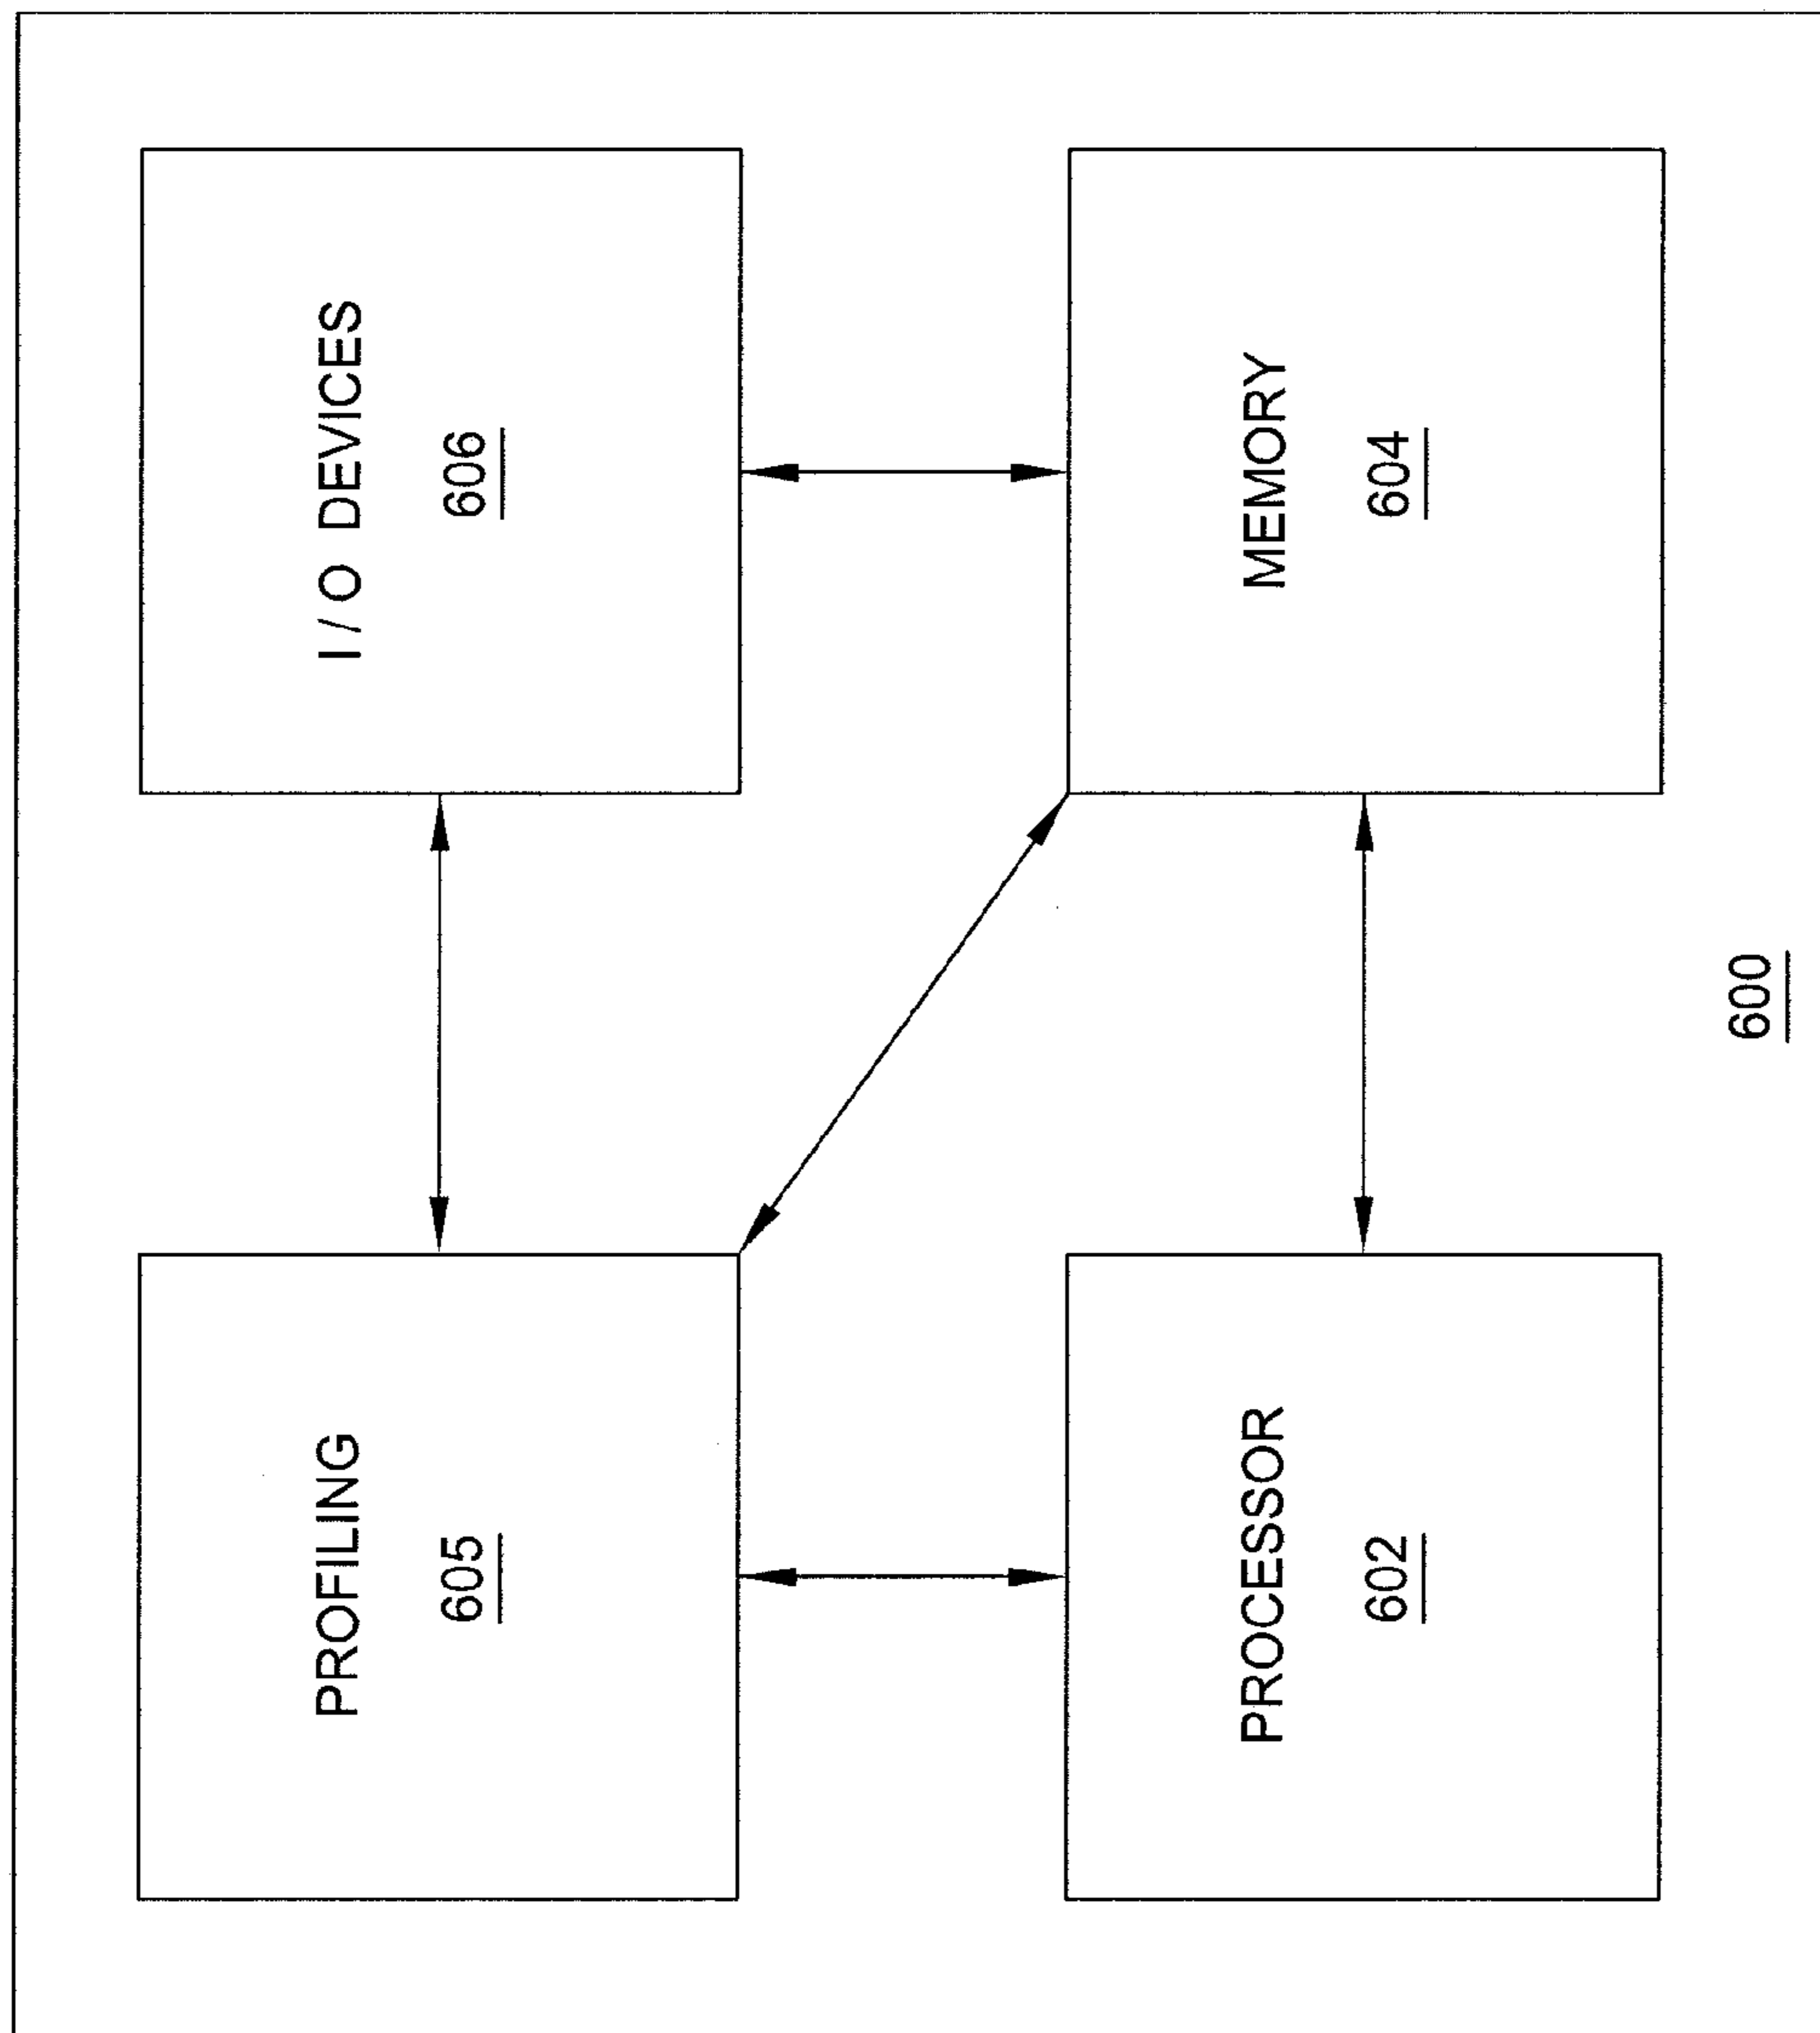 PROFILING
605
I / O DEVICES
606
PROCESSOR
602
MEMORY
604
600